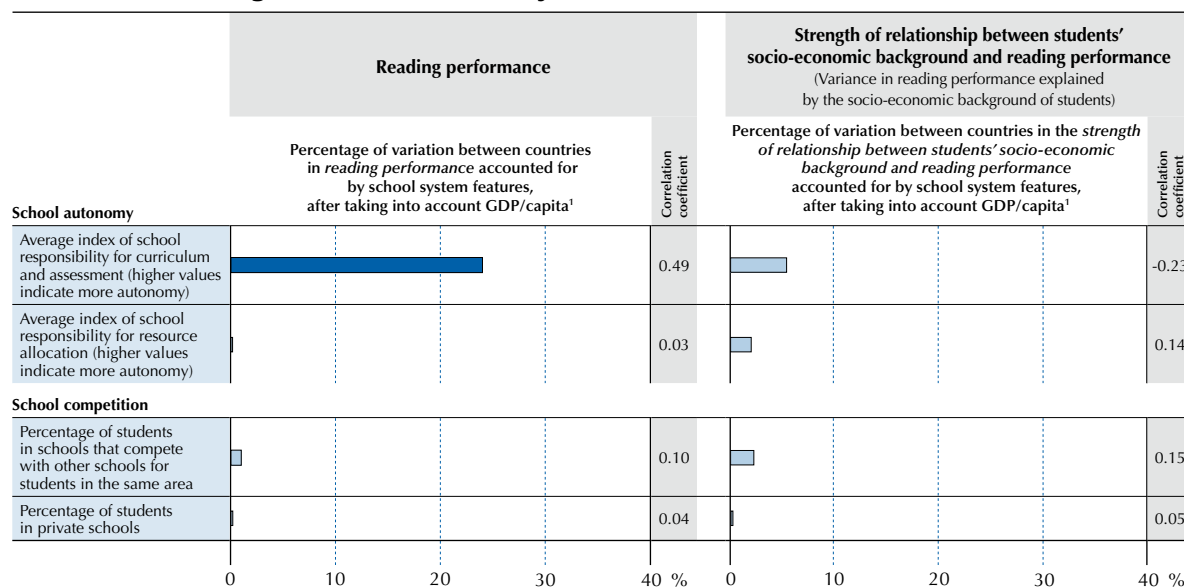 Reading performance
Strength of relationship between students'
socio-economic background and reading performance
(Variance in reading performance explained
by the socio-economic background of students)
Percentage of variation between countries
in reading performance accounted for
by school system features,
after taking into account GDP/capita¹
Correlation
coefficient
Percentage of variation between countries in the strength
of relationship between students' socio-economic
background and reading performance
accounted for by school system features,
after taking into account GDP/capita¹
Correlation
coefficient
School autonomy
Average index of school
responsibility for curriculum
and assessment (higher values
indicate more autonomy)
0.49
-0.23
Average index of school
responsibility for resource
allocation (higher values
indicate more autonomy)
0.03
0.14
School competition
Percentage of students
in schools that compete
with other schools for
students in the same area
0.10
0.15
Percentage of students
in private schools
0.04
0.05
0 10 20 30 40 % 0 10 20 30 40 %